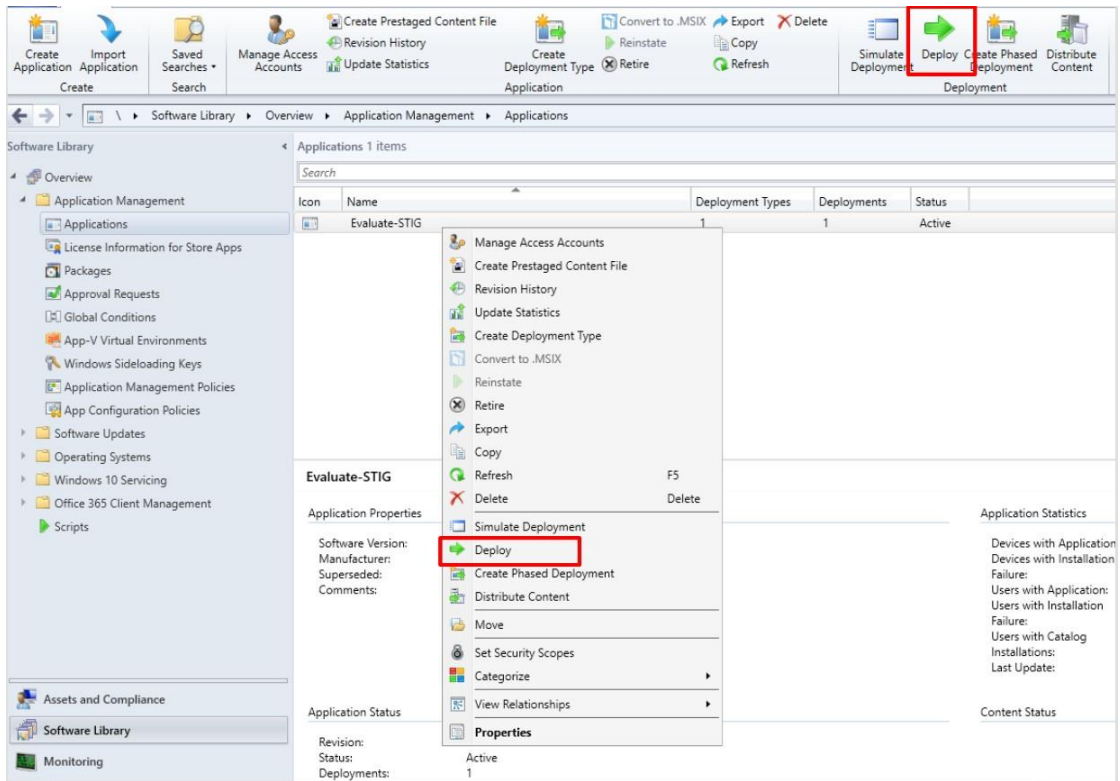 Create Application
Import Application
Create
Saved Searches
Search
Manage Access Accounts
Create Prestaged Content File
Revision History
Update Statistics
Create Deployment Type
Convert to .MSIX
Reinstate
Retire
Export
Copy
Refresh
Delete
Application
Simulate Deployment
Deploy
Create Phased Deployment
Distribute Content
Deployment
\ Software Library Overview Application Management Applications
Software Library
Overview
Application Management
Applications
License Information for Store Apps
Packages
Approval Requests
Global Conditions
App-V Virtual Environments
Windows Sideloading Keys
Application Management Policies
App Configuration Policies
Software Updates
Operating Systems
Windows 10 Servicing
Office 365 Client Management
Scripts
Assets and Compliance
Software Library
Monitoring
Applications 1 items
Search
Icon Name Deployment Types Deployments Status
Evaluate-STIG 1 1 Active
Manage Access Accounts
Create Prestaged Content File
Revision History
Update Statistics
Create Deployment Type
Convert to .MSIX
Reinstate
Retire
Export
Copy
Refresh F5
Delete Delete
Simulate Deployment
Deploy
Create Phased Deployment
Distribute Content
Move
Set Security Scopes
Categorize
View Relationships
Properties
Evaluate-STIG
Application Properties
Software Version:
Manufacturer:
Superseded:
Comments:
Application Status
Revision:
Status: Active
Deployments: 1
Application Statistics
Devices with Application
Devices with Installation
Failure:
Users with Application:
Users with Installation
Failure:
Users with Catalog
Installations:
Last Update:
Content Status